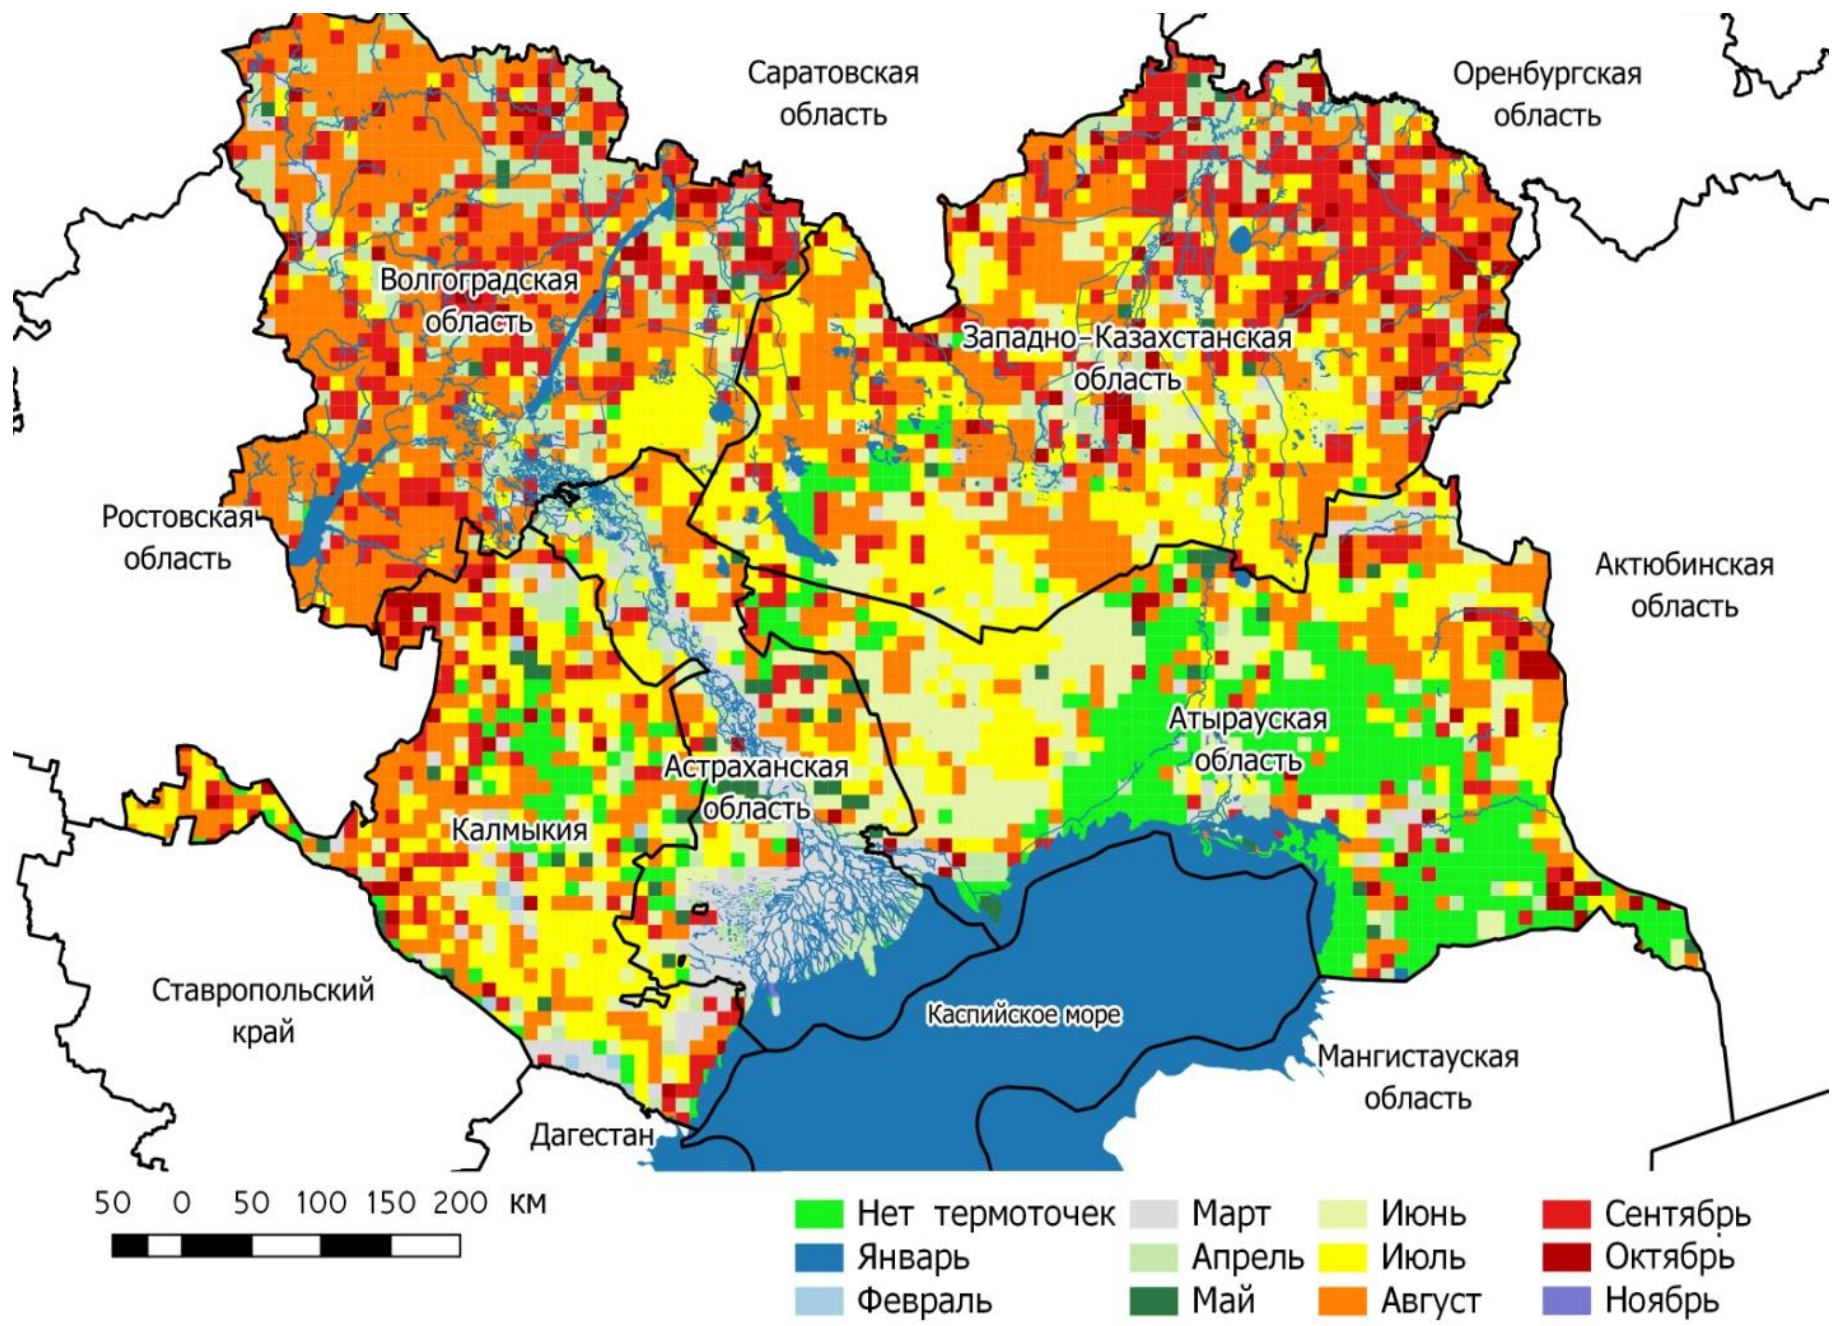 Саратовская
область
Оренбургская
область
Волгоградская
область
Западно-Казахстанская
область
Ростовская
область
Актюбинская
область
Атырауская
область
Астраханская
область
Калмыкия
Ставропольский
край
Каспийское море
Мангистауская
область
Дагестан
50 0 50 100 150 200 км
Нет термоточек
Январь
Февраль
Март
Апрель
Май
Июнь
Июль
Август
Сентябрь
Октябрь
Ноябрь